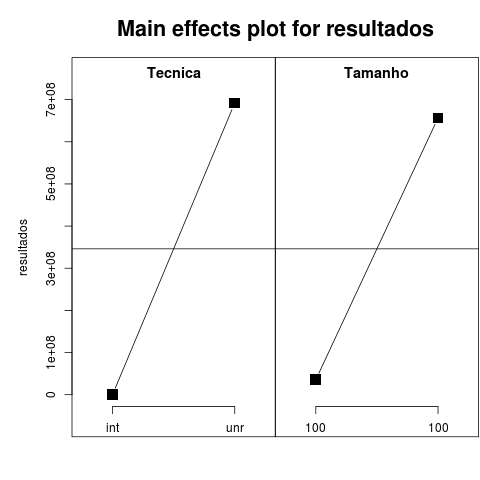 Main effects plot for resultados
Tecnica Tamanho
7e+08
5e+08
3e+08
1e+08
0
resultados
int unr 100 100